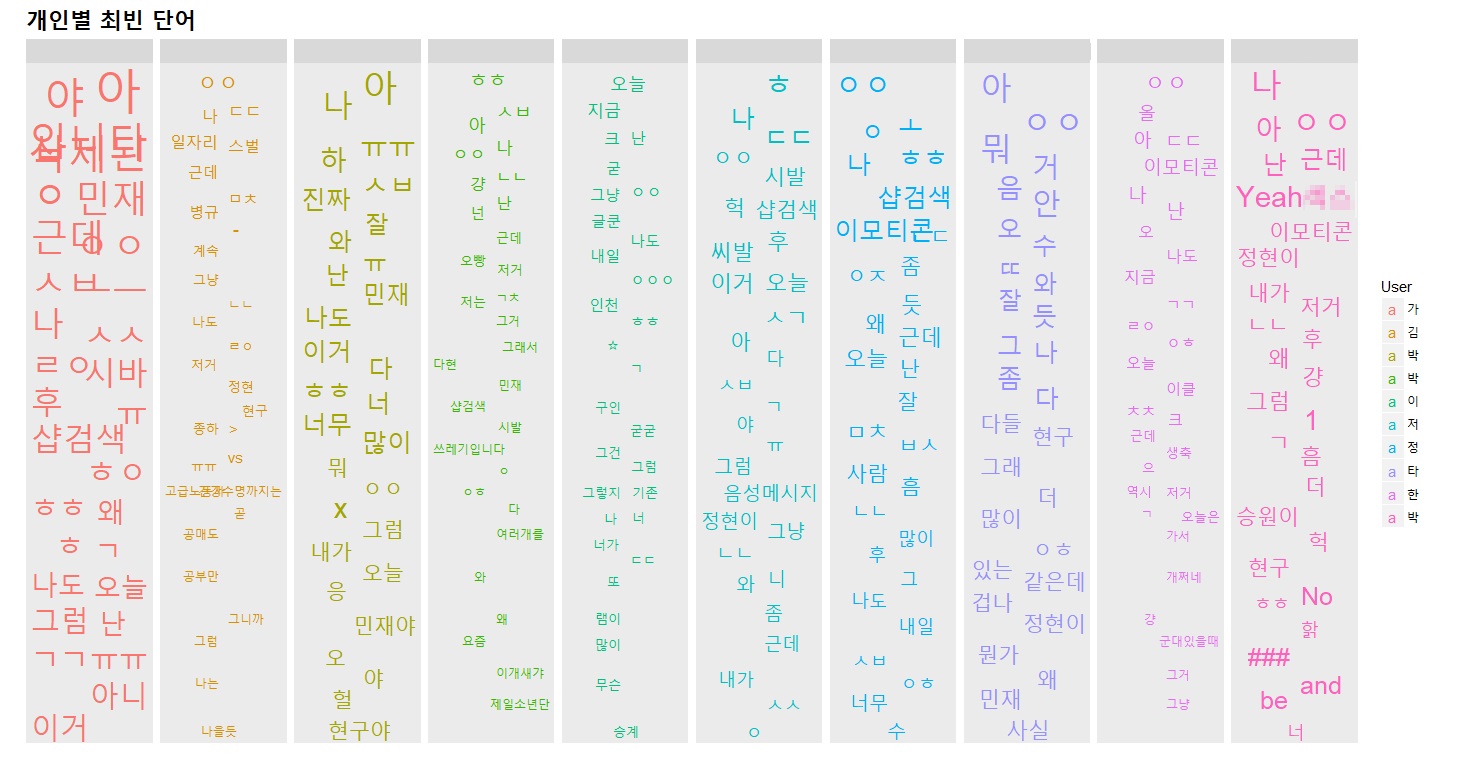 개인별 최빈 단어
야 아
입니다
삭제된
ㅇ 민재
근데 ㅇㅇ
ㅅㅂ ㅡㅡ
나 ㅅㅅ
ㄹㅇ 시바
후 ㅠ
샵검색
ㅎㅇ
ㅎㅎ 왜
ㅎ ㄱ
나도 오늘
그럼 난
ㄱㄱ ㅠㅠ
아니
이거
ㅇㅇ
나 ㄷㄷ
일자리 스벌
근데
병규 ㅁㅊ
-
계속
그냥
ㄴㄴ
나도
ㄹㅇ
저거
정현
현구
종하 >
ㅠㅠ vs
곧
공매도
공부만
그니까
그럼
나는
나을듯
아
나
ㅠㅠ
하
ㅅㅂ
진짜
잘
와
ㅠ
난
민재
나도
이거
다
ㅎㅎ
너
너무
많이
뭐
ㅇㅇ
x
그럼
내가
오늘
응
민재야
오
야
헐
현구야
ㅎㅎ
ㅅㅂ
아
나
ㅇㅇ
걍 ㄴㄴ
넌 난
근데
오빵
저거
저는 ㄱㅊ
그거
그래서
다현
민재
샵검색
시발
쓰레기입니다
ㅇ
ㅇㅎ
다
여러개를
와
왜
요즘
이개새갸
제일소년단
오늘
지금
크 난
굳
그냥 ㅇㅇ
글쿤
나도
내일
ㅇㅇㅇ
인천
ㅎㅎ
☆
ㄱ
구인
굳굳
그건
그럼
그렇지 기존
나 너
너가
ㄷㄷ
또
램이
많이
무슨
승계
ㅎ
나
ㄷㄷ
ㅇㅇ
시발
헉 샵검색
후
씨발
이거 오늘
ㅅㄱ
아
다
ㅅㅂ
ㄱ
야
ㅠ
그럼
음성메시지
정현이
그냥
ㄴㄴ
와 니
좀
근데
내가
ㅅㅅ
ㅇ
ㅇㅇ
ㅇ ㅗ
나 ㅎㅎ
샵검색
이모티콘 ㄷ
좀
ㅇㅈ
듯
왜
근데
오늘
난
잘
ㅁㅊ
ㅂㅅ
사람
흠
ㄴㄴ
많이
후
그
나도
내일
ㅅㅂ
ㅇㅎ
너무
수
아
ㅇㅇ
뭐
거
음
안
오
수
ㄸ
와
잘
듯
그
나
좀
다
다들
현구
그래
더
많이
ㅇㅎ
있는
같은데
겁나
정현이
뭔가
왜
민재
사실
ㅇㅇ
올
아 ㄷㄷ
이모티콘
나
난
오
나도
지금
ㄱㄱ
ㄹㅇ
ㅇㅎ
오늘
이클
ㅊㅊ
크
근데
생축
으
역시 저거
ㄱ
오늘은
가서
개쩌네
걍
군대있을때
그거
그냥
나
ㅇㅇ
아
난 근데
Yeah
이모티콘
정현이
내가
저거
ㄴㄴ
후
왜
걍
그럼
1
ㄱ
흠
더
승원이
헉
현구
ㅎㅎ No
핡
###
and
be
너
User
a 가
a 김
a 박
a 박
a 이
a 저
a 정
a 타
a 한
a 박